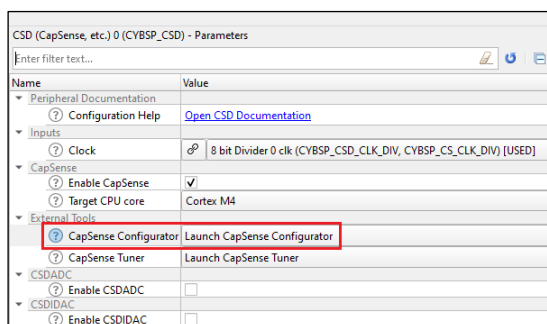 CSD (CapSense, etc.) 0 (CYBSP_CSD) - Parameters
Enter filter text...
Name Value
Peripheral Documentation
Configuration Help Open CSD Documentation
Inputs
Clock 8 bit Divider 0 clk (CYBSP_CSD_CLK_DIV, CYBSP_CS_CLK_DIV) [USED]
CapSense
Enable CapSense
Target CPU core Cortex M4
External Tools
CapSense Configurator Launch CapSense Configurator
CapSense Tuner Launch CapSense Tuner
CSDADC
Enable CSDADC
CSDIDAC
Enable CSDIDAC